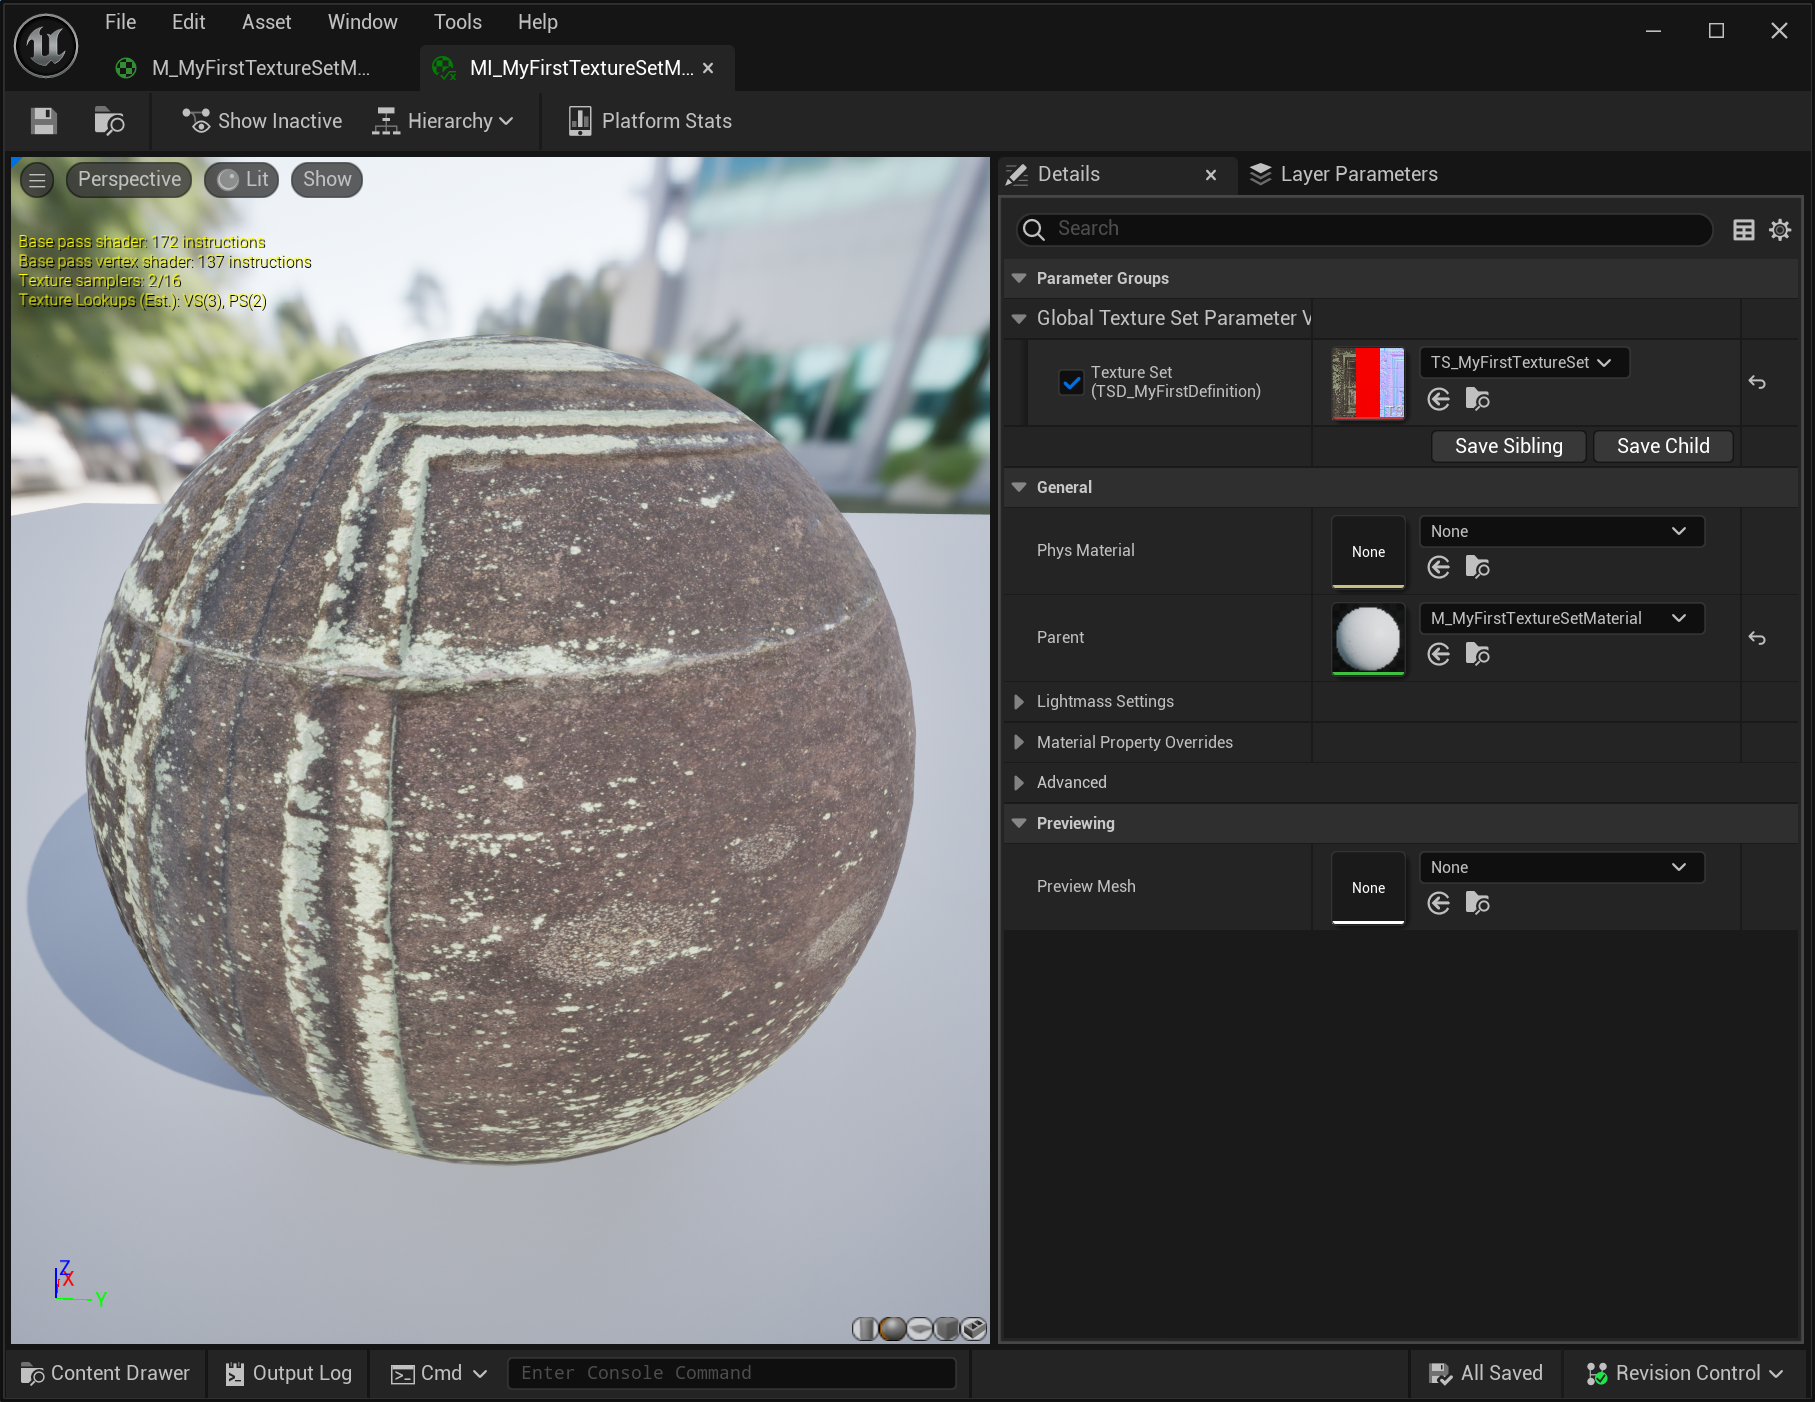 File Edit Asset Window Tools Help
M_MyFirstTextureSetM...
MI_MyFirstTextureSetM...
Show Inactive
Hierarchy
Platform Stats
Perspective
Lit
Show
Base pass shader: 172 instructions
Base pass vertex shader: 137 instructions
Texture samplers: 2/16
Texture Lookups (Est.): VS(3), PS(2)
Z
X
Y
Details
Layer Parameters
Search
Parameter Groups
Global Texture Set Parameter V
Texture Set
(TSD_MyFirstDefinition)
TS
TS_MyFirstTextureSet
Save Sibling
Save Child
General
Phys Material
None
None
Parent
M_MyFirstTextureSetMaterial
Lightmass Settings
Material Property Overrides
Advanced
Previewing
Preview Mesh
None
None
Content Drawer
Output Log
Cmd
Enter Console Command
All Saved
Revision Control